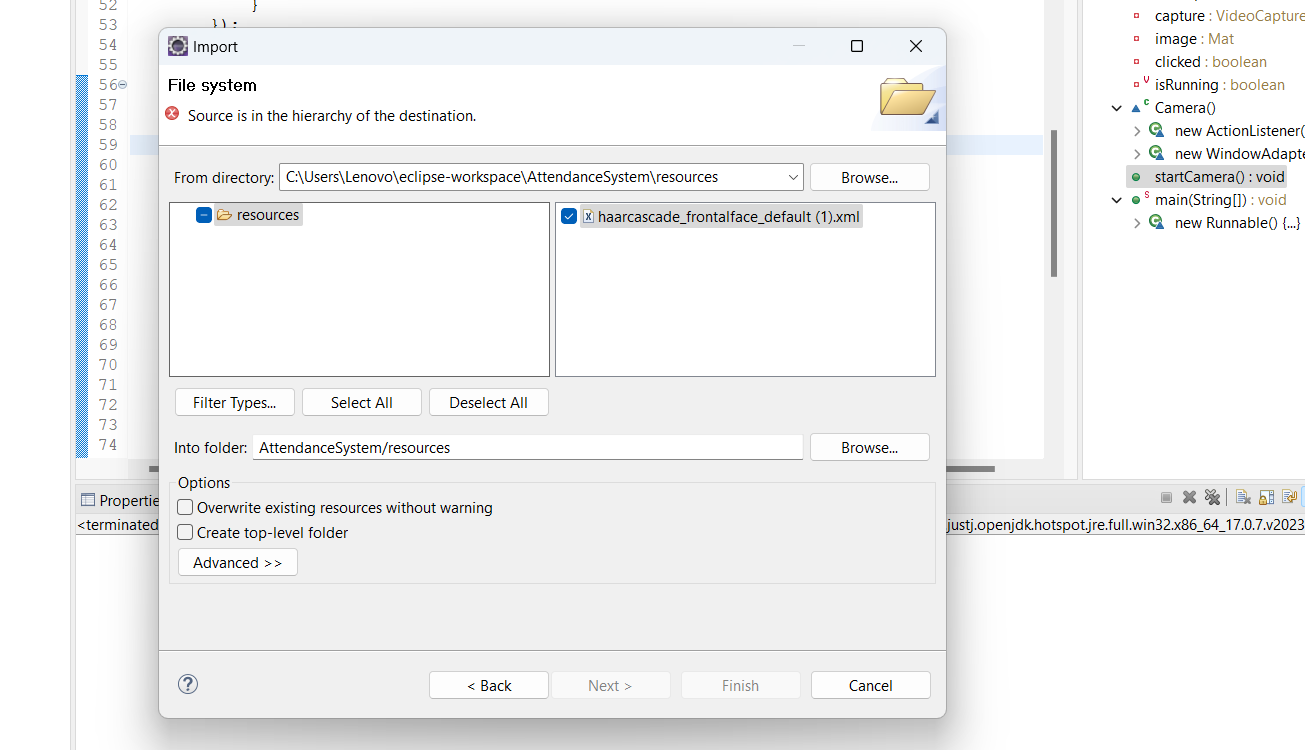 52 }
53 });
54
55
56
57
58
59
60
61
62
63
64
65
66
67
68
69
70
71
72
73
74
Import
File system
Source is in the hierarchy of the destination.
From directory: C:\Users\Lenovo\eclipse-workspace\AttendanceSystem\resources Browse...
resources
haarcascade_frontalface_default (1).xml
Filter Types... Select All Deselect All
Into folder: AttendanceSystem/resources Browse...
Options
Overwrite existing resources without warning
Create top-level folder
Advanced >>
? < Back Next > Finish Cancel
capture : VideoCapture
image : Mat
clicked : boolean
isRunning : boolean
Camera()
new ActionListener(
new WindowAdapte
startCamera() : void
main(String[]) : void
new Runnable() {...}
Propertie
<terminated
justj.openjdk.hotspot.jre.full.win32.x86_64_17.0.7.v2023